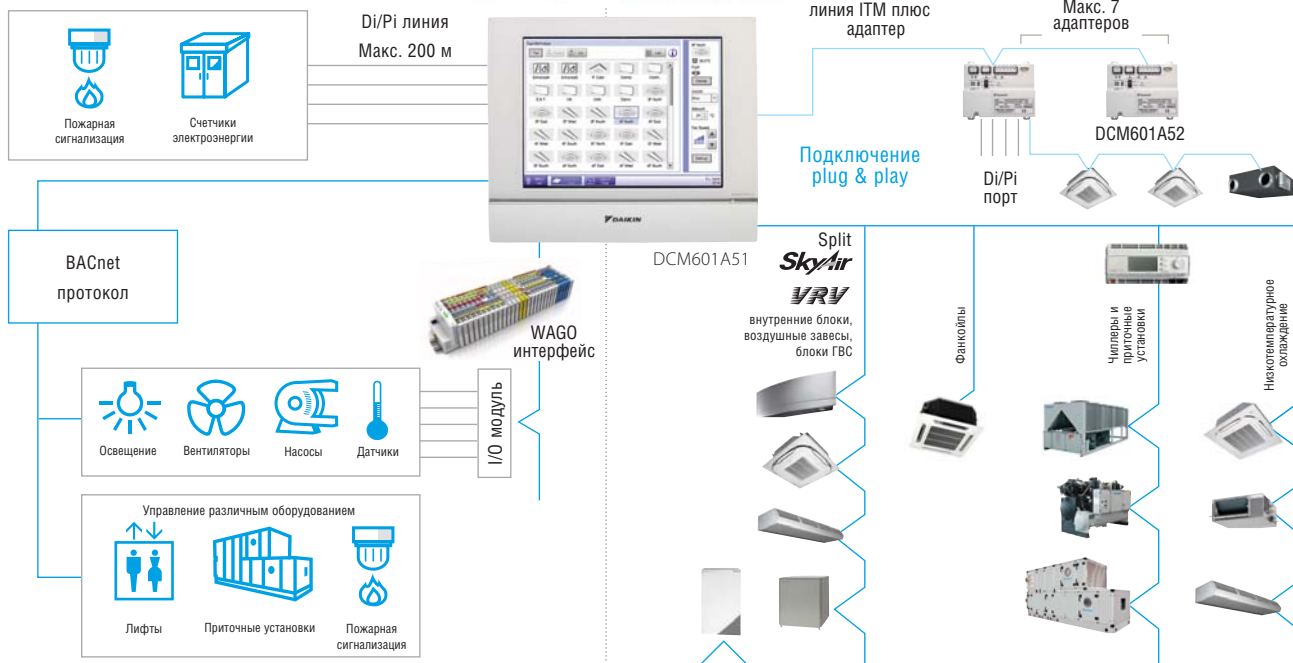 Di/Pi линия
Макс. 200 м
Пожарная
сигнализация
Счетчики
электроэнергии
DAIKIN
линия ITM плюс
адаптер
Макс. 7
адаптеров
DCM601A52
Подключение
plug & play
Di/Pi
порт
BACnet
протокол
WAGO
интерфейс
DCM601A51
Split
SkyAir
VRV
внутренние блоки,
воздушные завесы,
блоки ГВС
Фанкойлы
Чиллеры и
приточные
установки
Низкотемпературное
охлаждение
Освещение
Вентиляторы
Насосы
Датчики
I/O модуль
Управление различным оборудованием
Лифты
Приточные установки
Пожарная
сигнализация